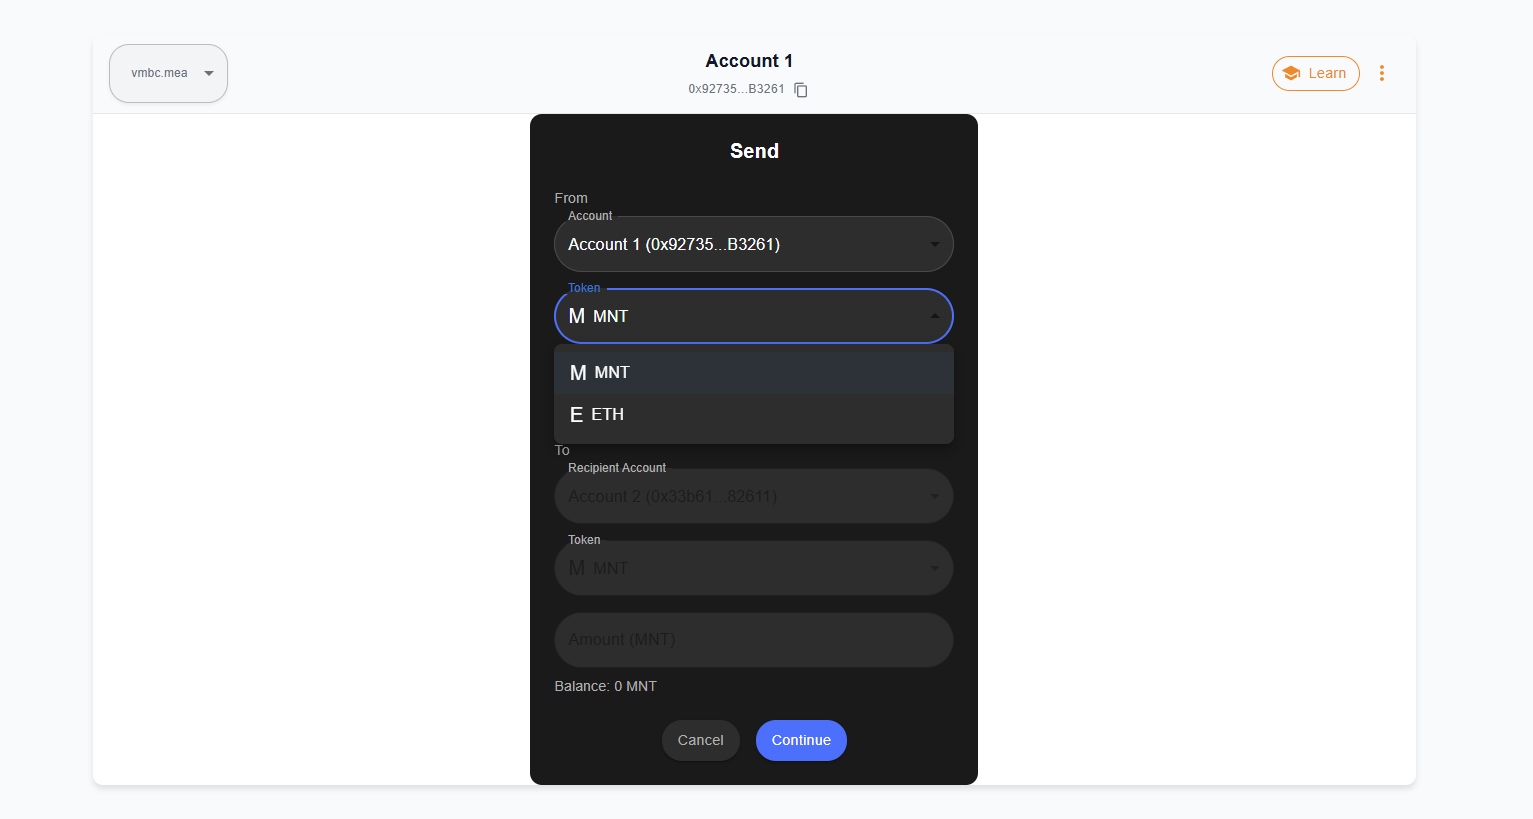 vmbc.mea
Account 1
0x92735...B3261
Learn
Send
From
Account
Account 1 (0x92735...B3261)
Token
M MNT
M MNT
E ETH
To
Recipient Account
Account 2 (0x33b61...82611)
Token
M MNT
Amount (MNT)
Balance: 0 MNT
Cancel
Continue